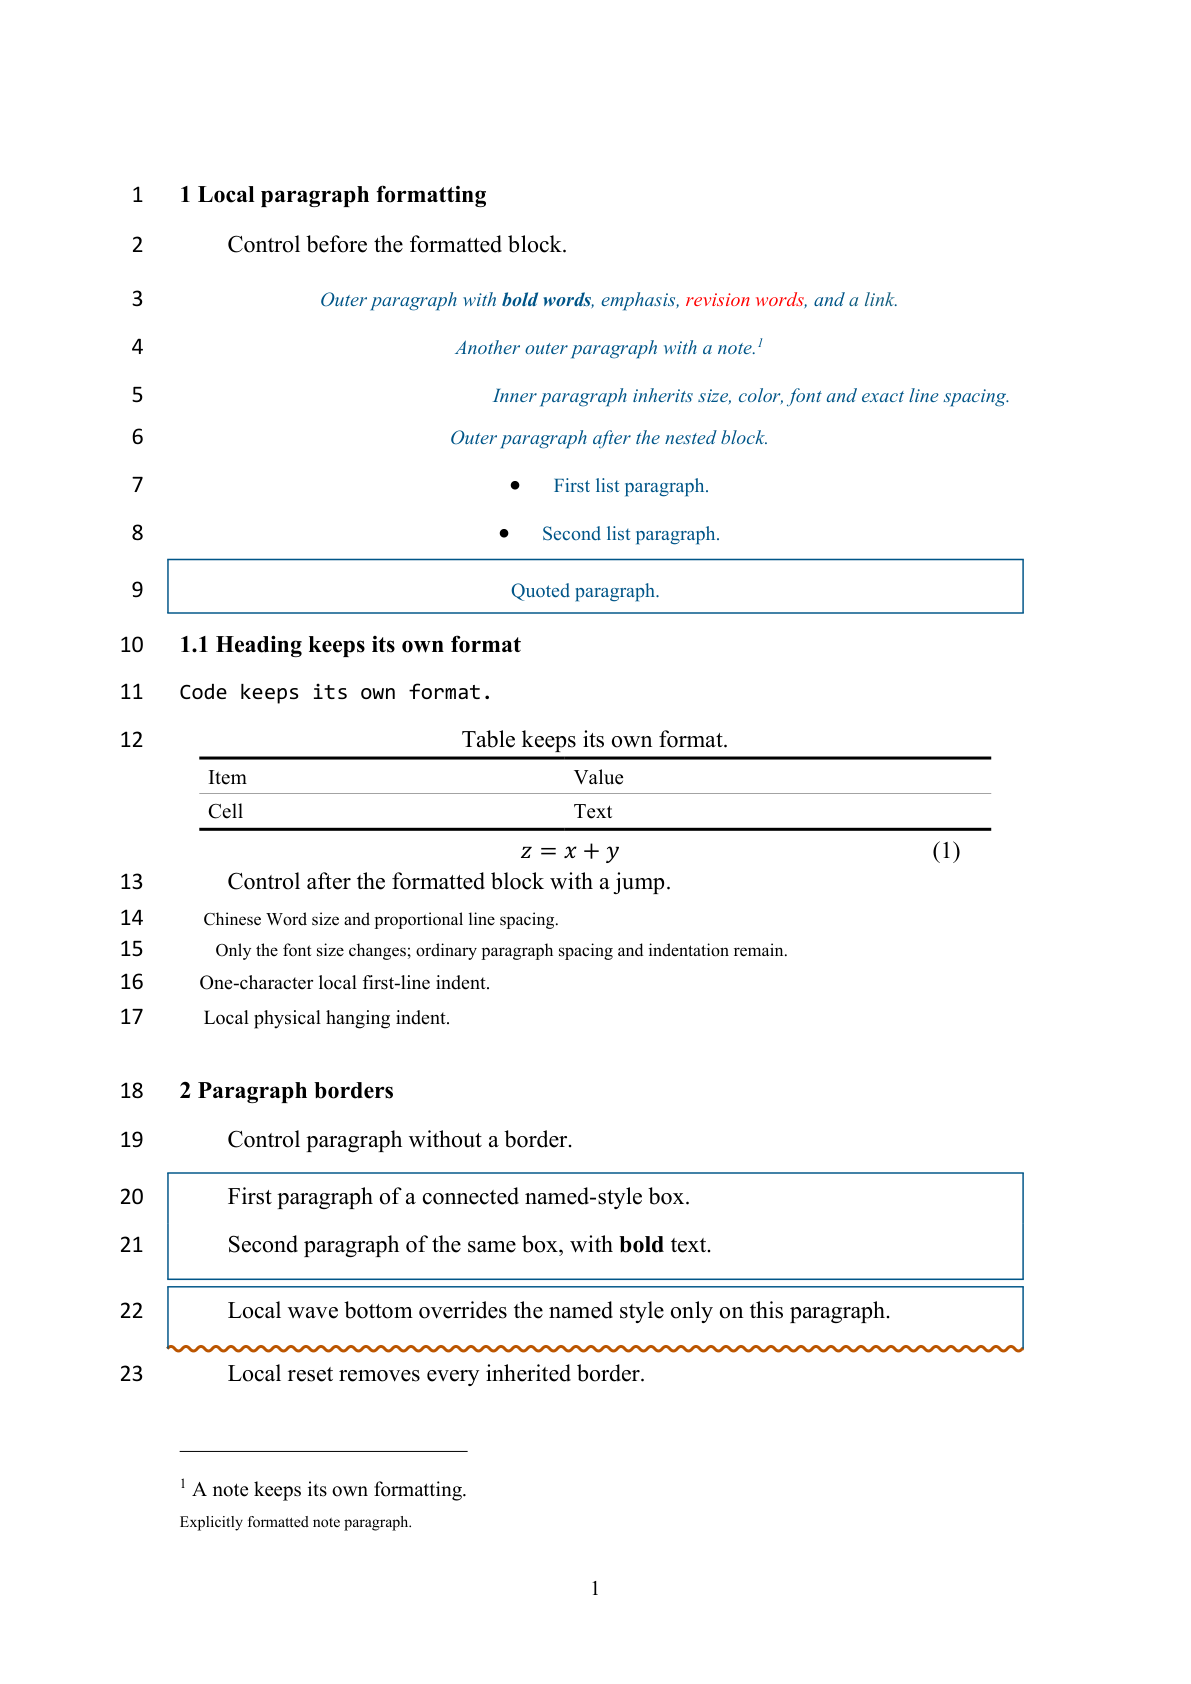 1 1 Local paragraph formatting
2 Control before the formatted block.
3 Outer paragraph with bold words, emphasis, revision words, and a link.
4 Another outer paragraph with a note.1
5 Inner paragraph inherits size, color, font and exact line spacing.
6 Outer paragraph after the nested block.
7 ● First list paragraph.
8 ● Second list paragraph.
9 Quoted paragraph.
10 1.1 Heading keeps its own format
11 Code keeps its own format.
12 Table keeps its own format.
Item Value
Cell Text
z = x + y (1)
13 Control after the formatted block with a jump.
14 Chinese Word size and proportional line spacing.
15 Only the font size changes; ordinary paragraph spacing and indentation remain.
16 One-character local first-line indent.
17 Local physical hanging indent.
18 2 Paragraph borders
19 Control paragraph without a border.
20 First paragraph of a connected named-style box.
21 Second paragraph of the same box, with bold text.
22 Local wave bottom overrides the named style only on this paragraph.
23 Local reset removes every inherited border.
1 A note keeps its own formatting.
Explicitly formatted note paragraph.
1